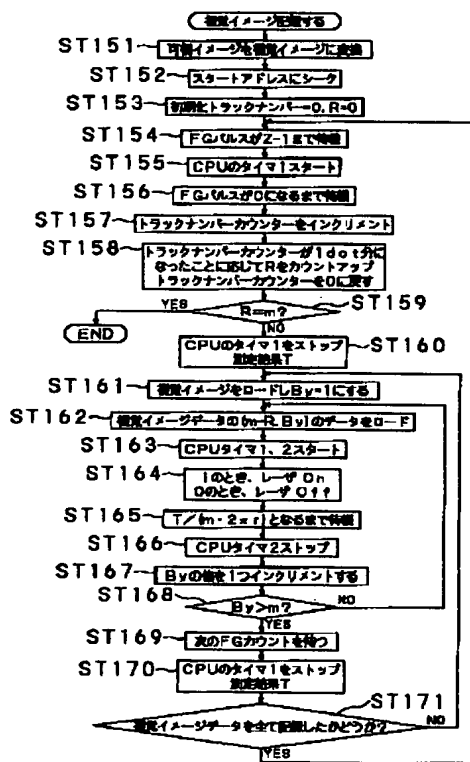 視覚イメージ記録する
ST151
可視イメージを視覚イメージに変換
ST152
スタートアドレスにシーク
ST153
初期化トラックナンバー=0,R=0
ST154
FGパルスがZ-1まで待機
ST155
CPUのタイマ1スタート
ST156
FGパルスが0になるまで待機
ST157
トラックナンバーカウンターをインクリメント
ST158
トラックナンバーカウンターが1dot分に
なったことに応じてRをカウントアップ
トラックナンバーカウンターを0に戻す
ST159
R=m?
YES
END
NO
CPUのタイマ1をストップ
測定結果T
ST160
ST161
視覚イメージをロードしBy=1にする
ST162
視覚イメージデータの(m-R,By)のデータをロード
ST163
CPUタイマ1、2スタート
ST164
1のとき、レーザ On
0のとき、レーザ Off
ST165
T/(m・2πr)となるまで待機
ST166
CPUタイマ2ストップ
ST167
Byの値を1つインクリメントする
ST168
By>m?
NO
YES
ST169
次のFGカウントを待つ
ST170
CPUのタイマ1をストップ
測定結果T
ST171
視覚イメージデータを全て記録したかどうか?
NO
YES